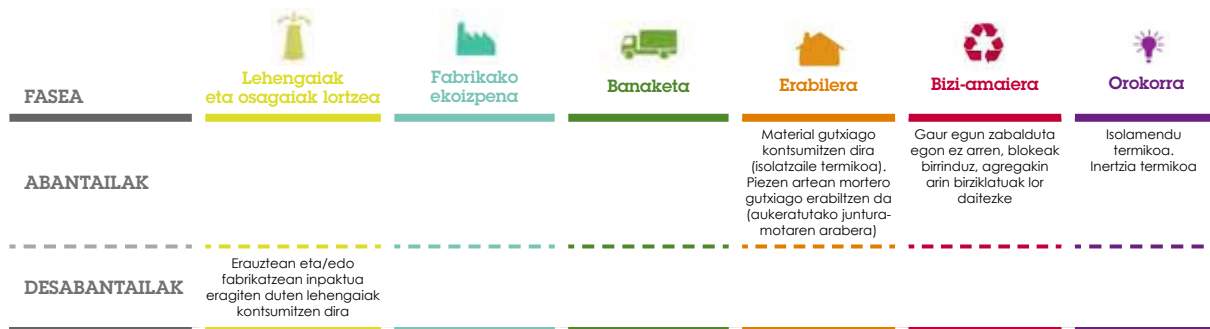 FASEA
Lehengaiak
eta osagaiak lortzea
Fabrikako
ekoizpena
Banaketa
Erabilera
Bizi-amaiera
Orokorra
ABANTAILAK
Material gutxiago
kontsumitzen dira
(isolatzaile termikoa).
Piezen artean mortero
gutxiago erabiltzen da
(aukeratutako juntura-
motaren arabera)
Gaur egun zabalduta
egon ez arren, blokeak
birrinduz, agregakin
arin birziklatuak lor
daitezke
Isolamendu
termikoa.
Inertzia termikoa
DESABANTAILAK
Erauztean eta/edo
fabrikatzean inpaktua
eragiten duten lehengaiak
kontsumitzen dira